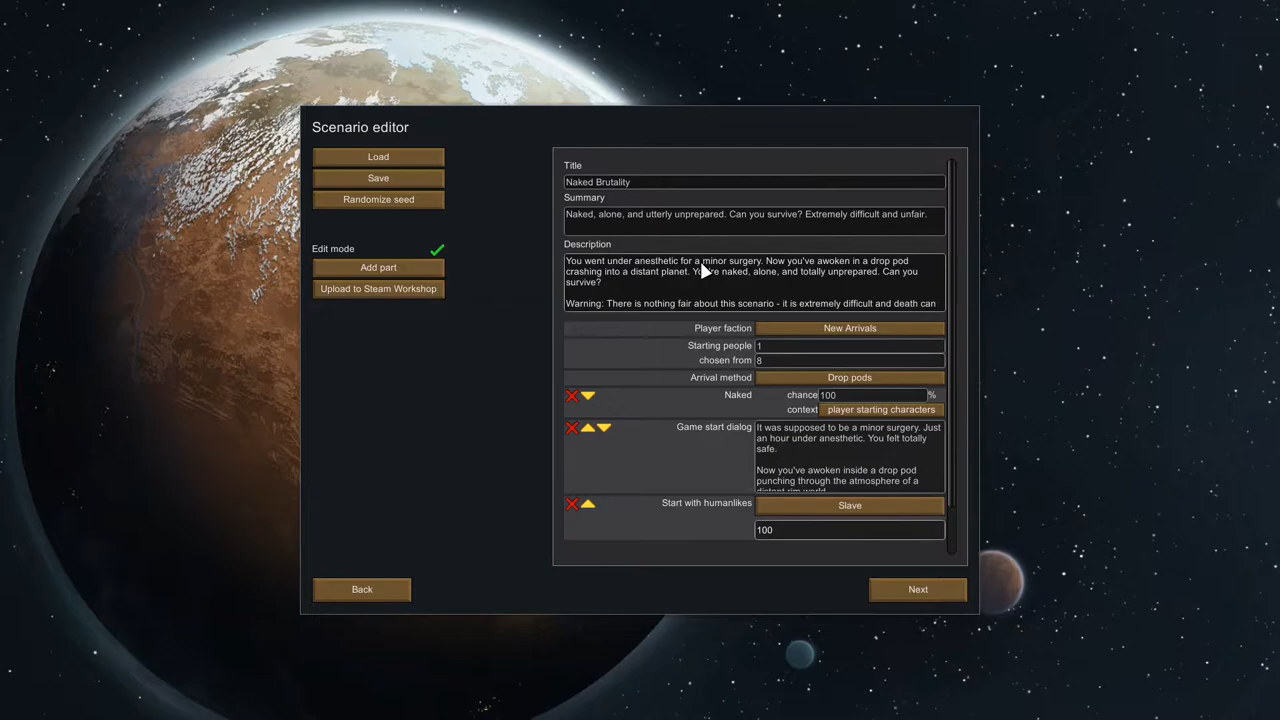 Scenario editor
Load
Save
Randomize seed
Edit mode
Add part
Upload to Steam Workshop
Title
Naked Brutality
Summary
Naked, alone, and utterly unprepared. Can you survive? Extremely difficult and unfair.
Description
You went under anesthetic for a minor surgery. Now you've awoken in a drop pod
crashing into a distant planet. You're naked, alone, and totally unprepared. Can you
survive?
Warning: There is nothing fair about this scenario - it is extremely difficult and death can
Player faction New Arrivals
Starting people 1
chosen from 8
Arrival method Drop pods
Naked chance 100 %
context player starting characters
Game start dialog It was supposed to be a minor surgery. Just
an hour under anesthetic. You felt totally
safe.
Now you've awoken inside a drop pod
punching through the atmosphere of a
distant rim world.
Start with humanlikes Slave
100
Back
Next